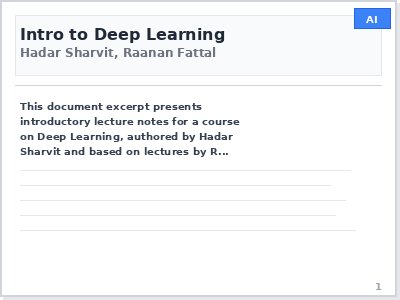 AI
Intro to Deep Learning
Hadar Sharvit, Raanan Fattal
This document excerpt presents
introductory lecture notes for a course
on Deep Learning, authored by Hadar
Sharvit and based on lectures by R...
1